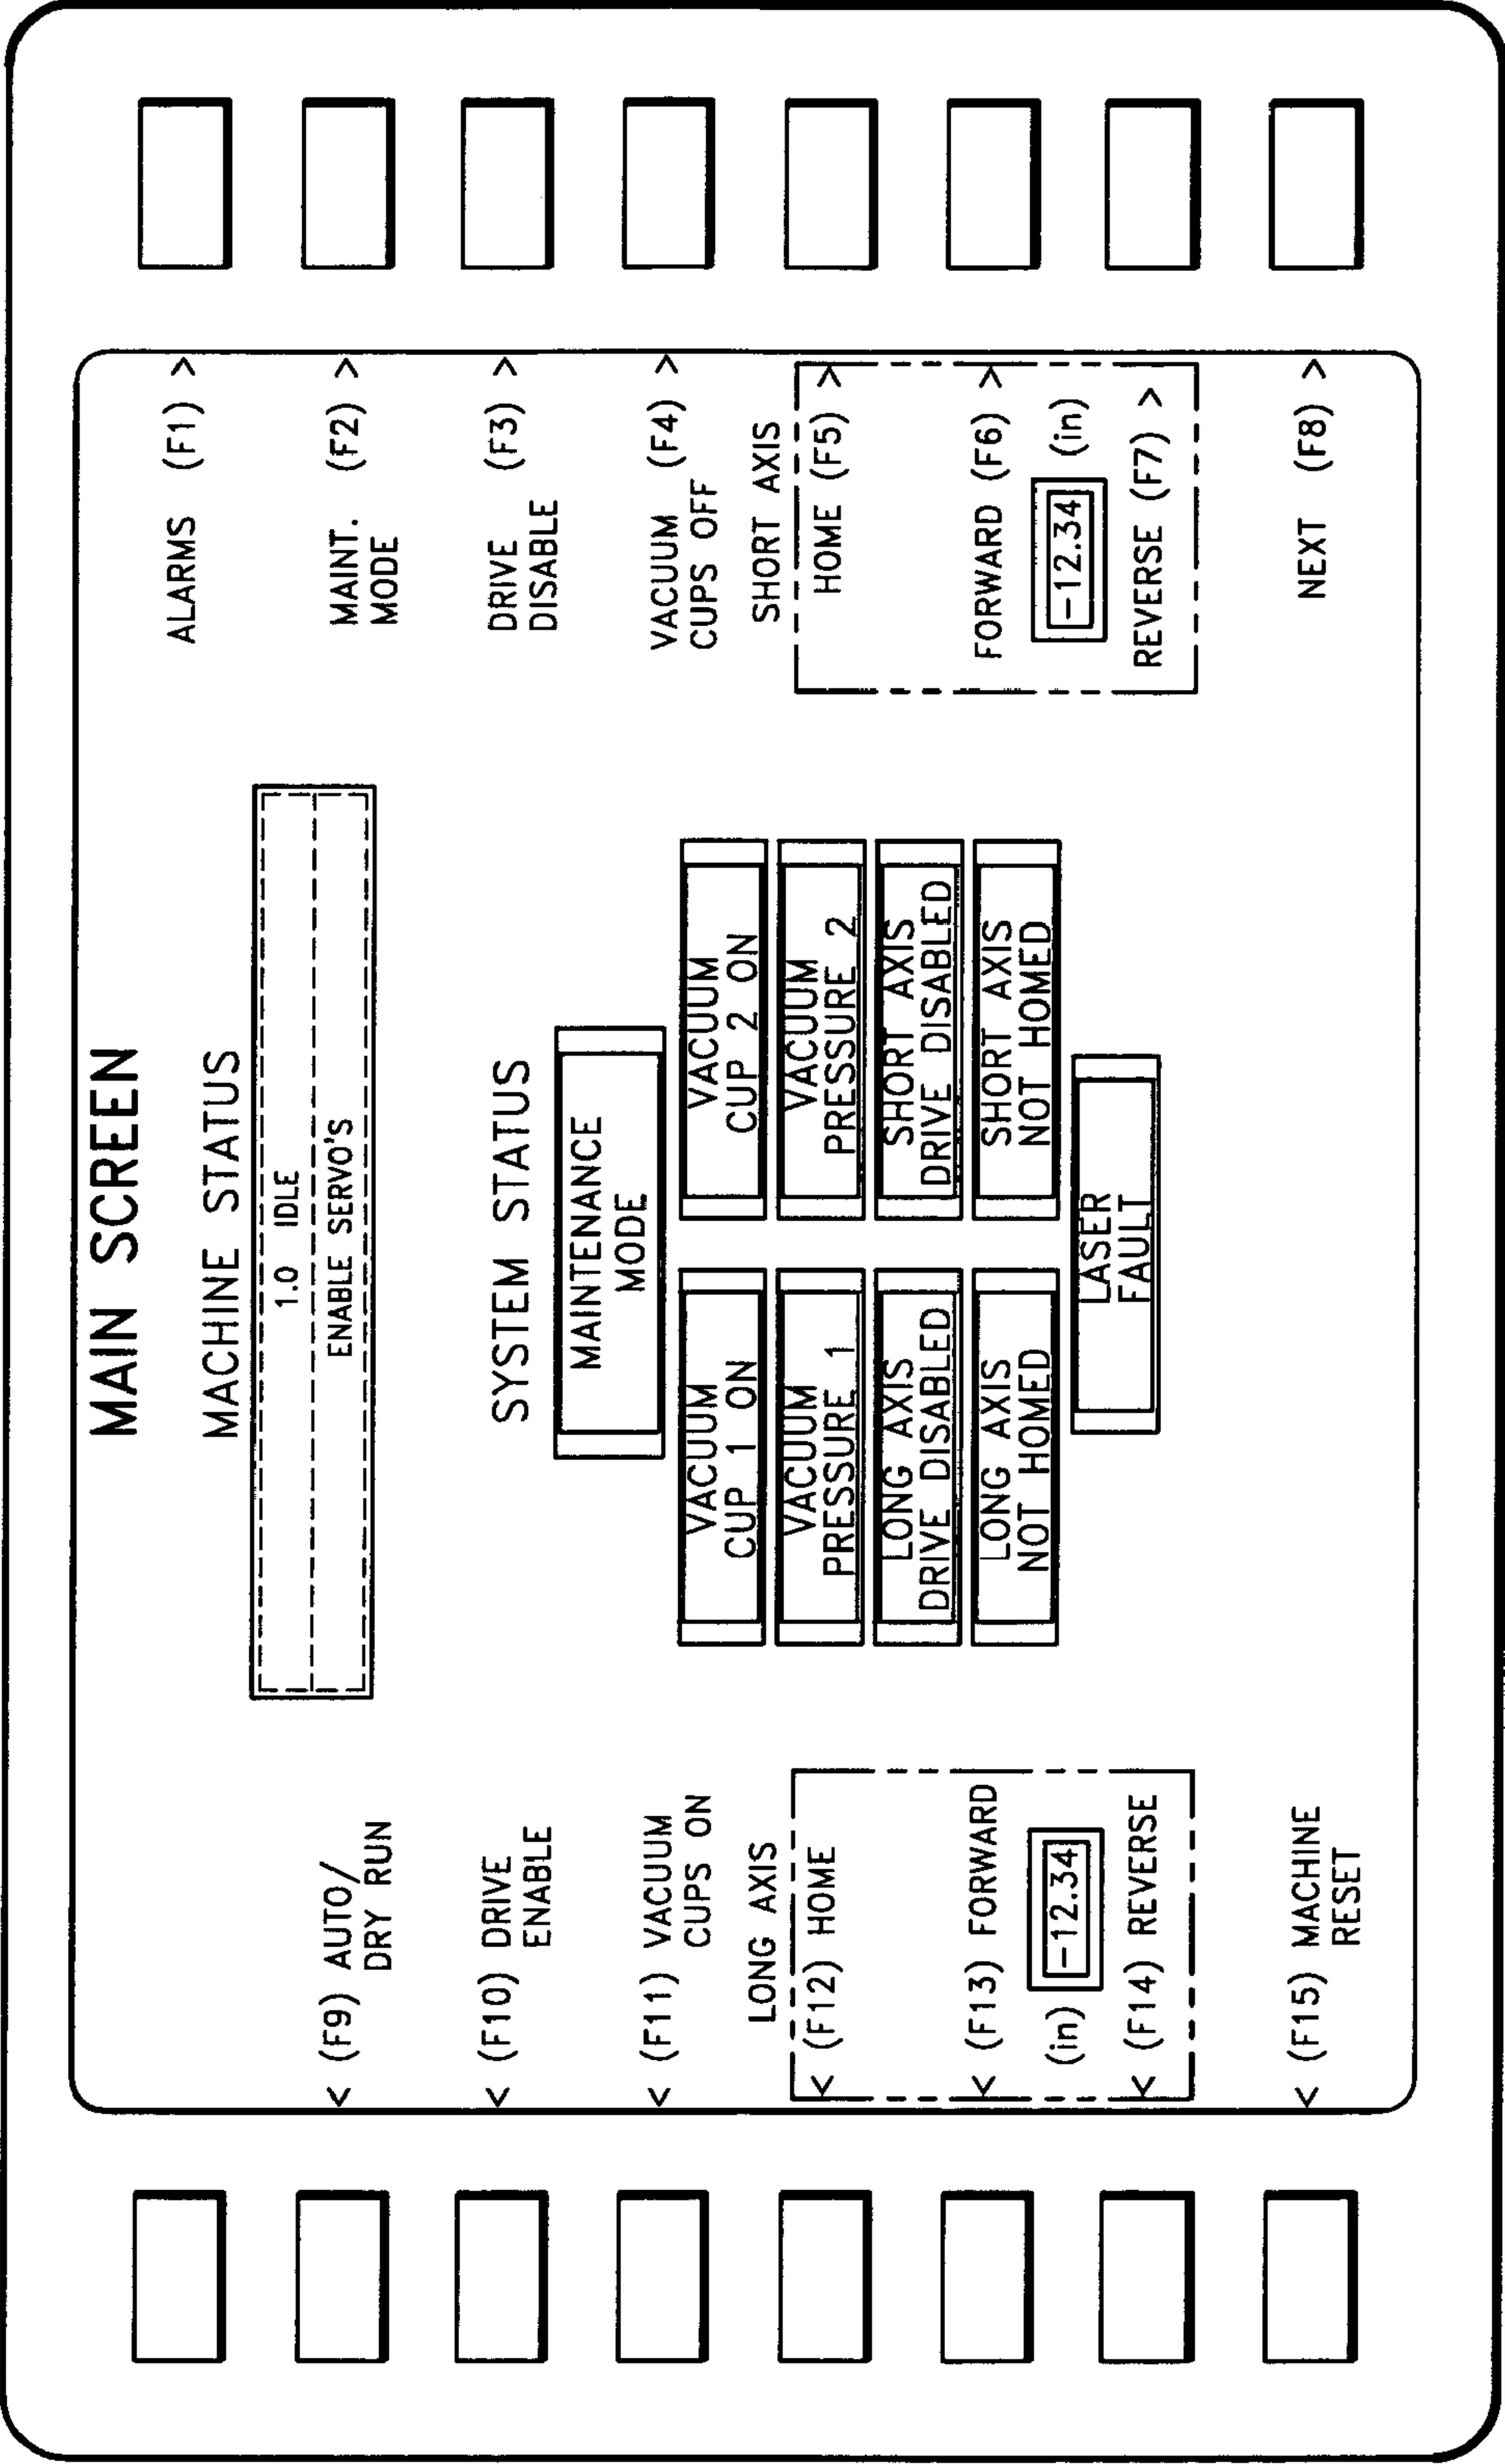 MAIN SCREEN
MACHINE STATUS
1.0 IDLE
ENABLE SERVO'S
SYSTEM STATUS
MAINTENANCE
MODE
VACUUM
CUP 1 ON
VACUUM
CUP 2 ON
VACUUM
PRESSURE 1
VACUUM
PRESSURE 2
LONG AXIS
DRIVE DISABLED
SHORT AXIS
DRIVE DISABLED
LONG AXIS
NOT HOMED
SHORT AXIS
NOT HOMED
LASER
FAULT
< (F9) AUTO/
DRY RUN
< (F10) DRIVE
ENABLE
< (F11) VACUUM
CUPS ON
LONG AXIS
< (F12) HOME
< (F13) FORWARD
(in) -12.34
< (F14) REVERSE
< (F15) MACHINE
RESET
ALARMS (F1) >
MAINT. (F2) >
MODE
DRIVE (F3) >
DISABLE
VACUUM (F4) >
CUPS OFF
SHORT AXIS
HOME (F5) >
FORWARD (F6) >
-12.34 (in)
REVERSE (F7) >
NEXT (F8) >